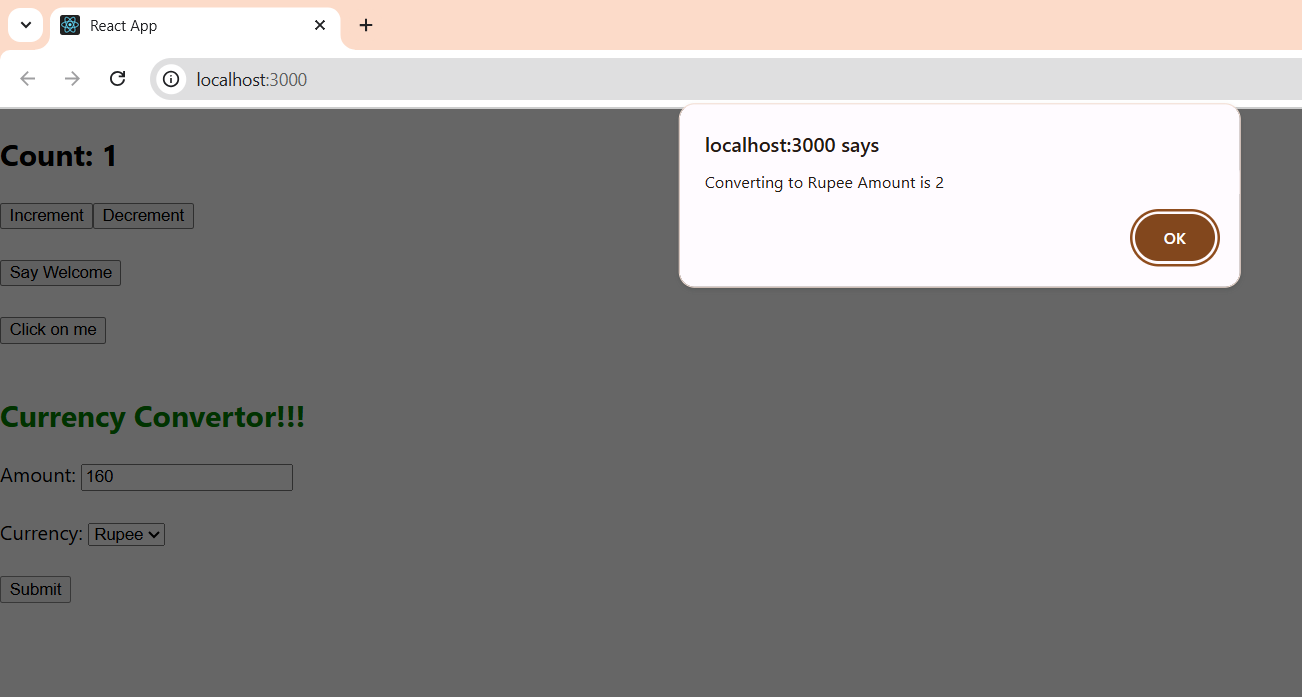 React App
localhost:3000
localhost:3000 says
Converting to Rupee Amount is 2
OK
Count: 1
Increment Decrement
Say Welcome
Click on me
Currency Convertor!!!
Amount: 160
Currency: Rupee
Submit